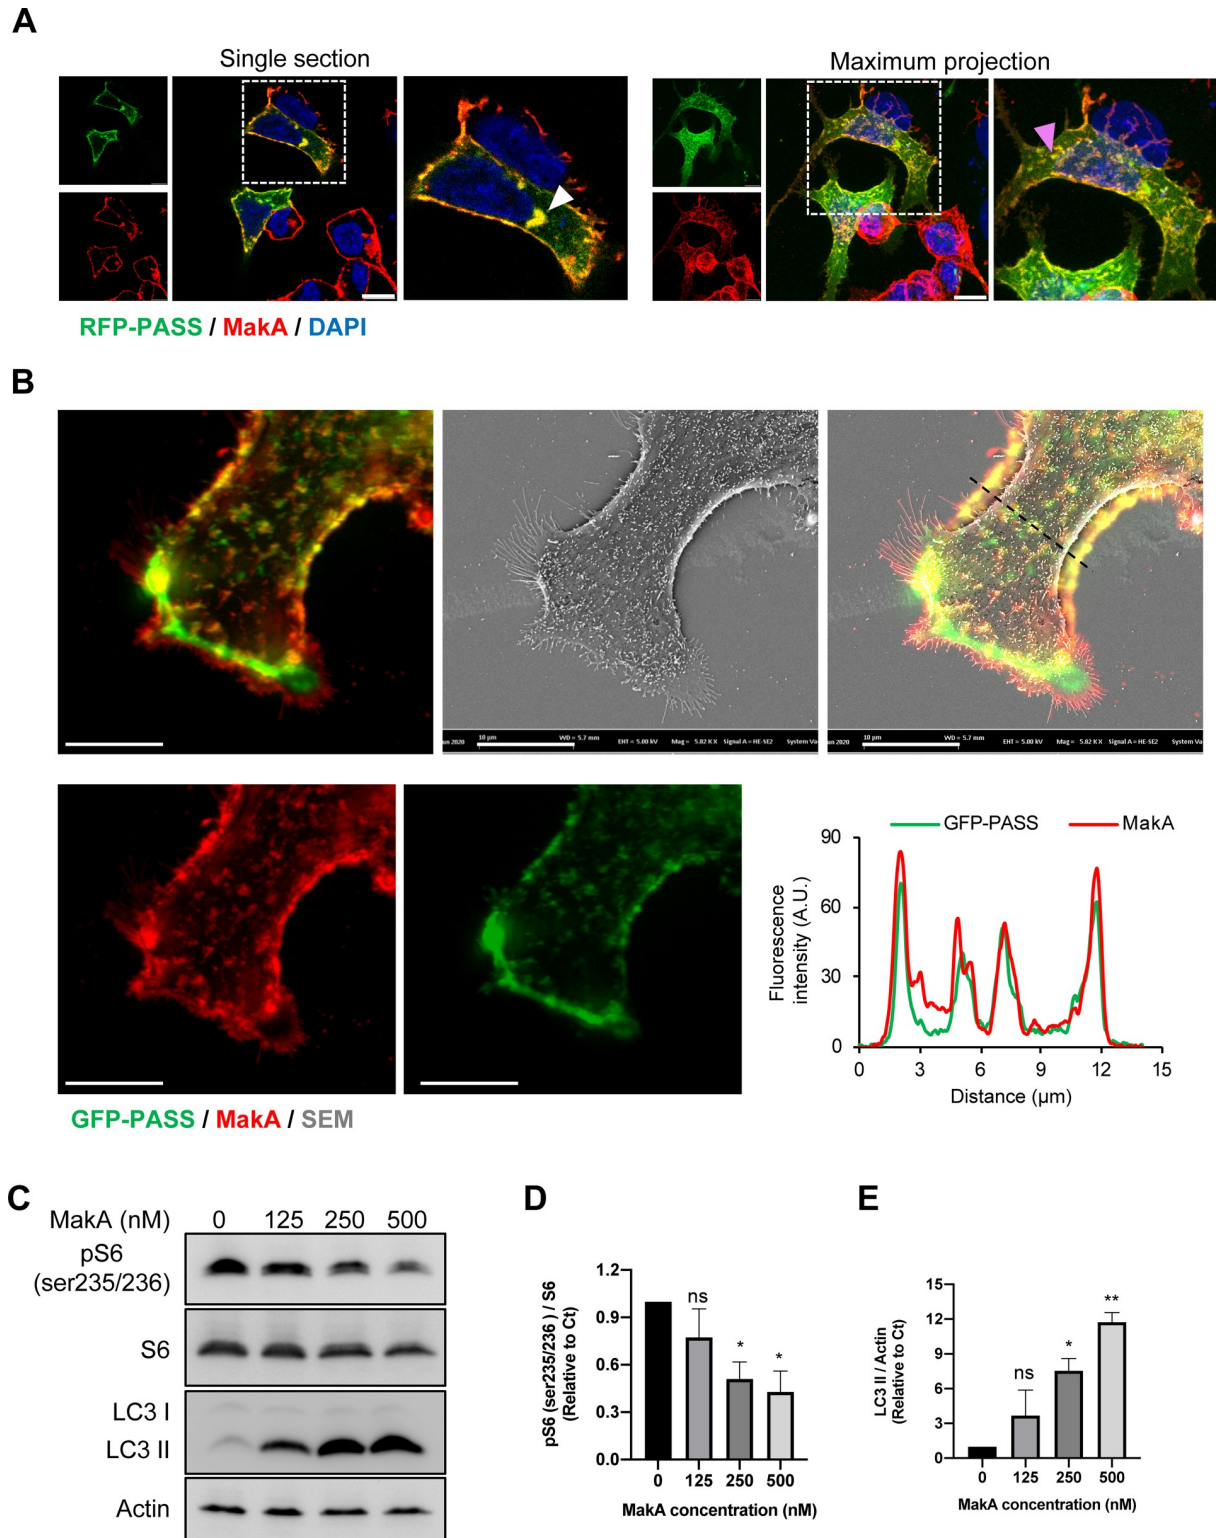 A
Single section
Maximum projection
RFP-PASS / MakA / DAPI
B
10 µm WD = 5.7 mm EHT = 5.00 kV Mag = 5.02 K X Signal A = HE-SE2
10 µm WD = 5.7 mm EHT = 5.00 kV Mag = 5.02 K X Signal A = HE-SE2
GFP-PASS MakA
90
60
30
0
Fluorescence
intensity (A.U.)
0 3 6 9 12 15
Distance (µm)
GFP-PASS / MakA / SEM
C
MakA (nM) 0 125 250 500
pS6
(ser235/236)
S6
LC3 I
LC3 II
Actin
D
pS6 (ser235/236) / S6
(Relative to Ct)
1.2
0.9
0.6
0.3
0.0
ns * *
0 125 250 500
MakA concentration (nM)
E
LC3 II / Actin
(Relative to Ct)
15
12
9
6
3
0
ns * **
0 125 250 500
MakA concentration (nM)